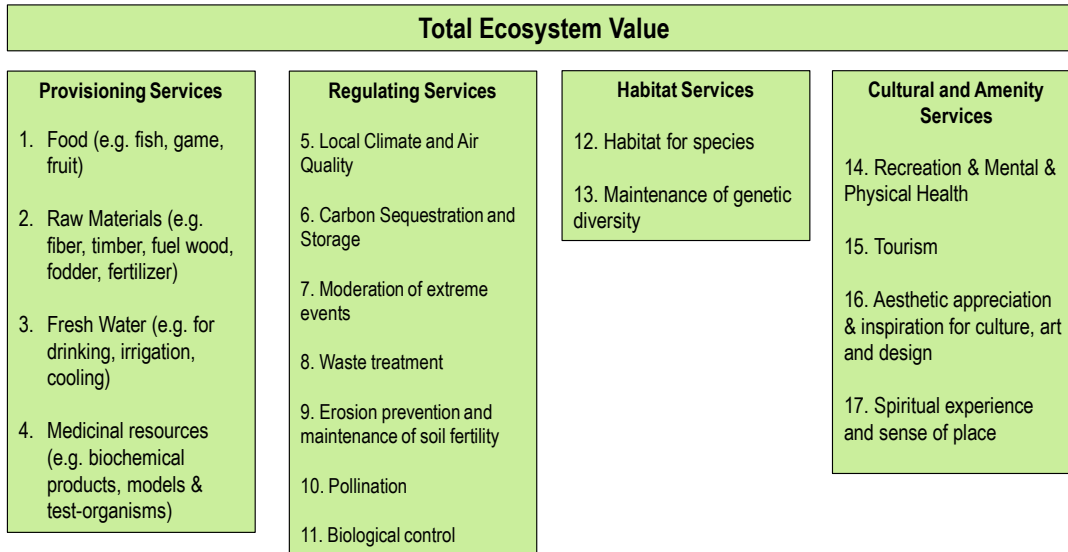 Total Ecosystem Value
Provisioning Services
1. Food (e.g. fish, game,
fruit)
2. Raw Materials (e.g.
fiber, timber, fuel wood,
fodder, fertilizer)
3. Fresh Water (e.g. for
drinking, irrigation,
cooling)
4. Medicinal resources
(e.g. biochemical
products, models &
test-organisms)
Regulating Services
5. Local Climate and Air
Quality
6. Carbon Sequestration and
Storage
7. Moderation of extreme
events
8. Waste treatment
9. Erosion prevention and
maintenance of soil fertility
10. Pollination
11. Biological control
Habitat Services
12. Habitat for species
13. Maintenance of genetic
diversity
Cultural and Amenity
Services
14. Recreation & Mental &
Physical Health
15. Tourism
16. Aesthetic appreciation
& inspiration for culture, art
and design
17. Spiritual experience
and sense of place